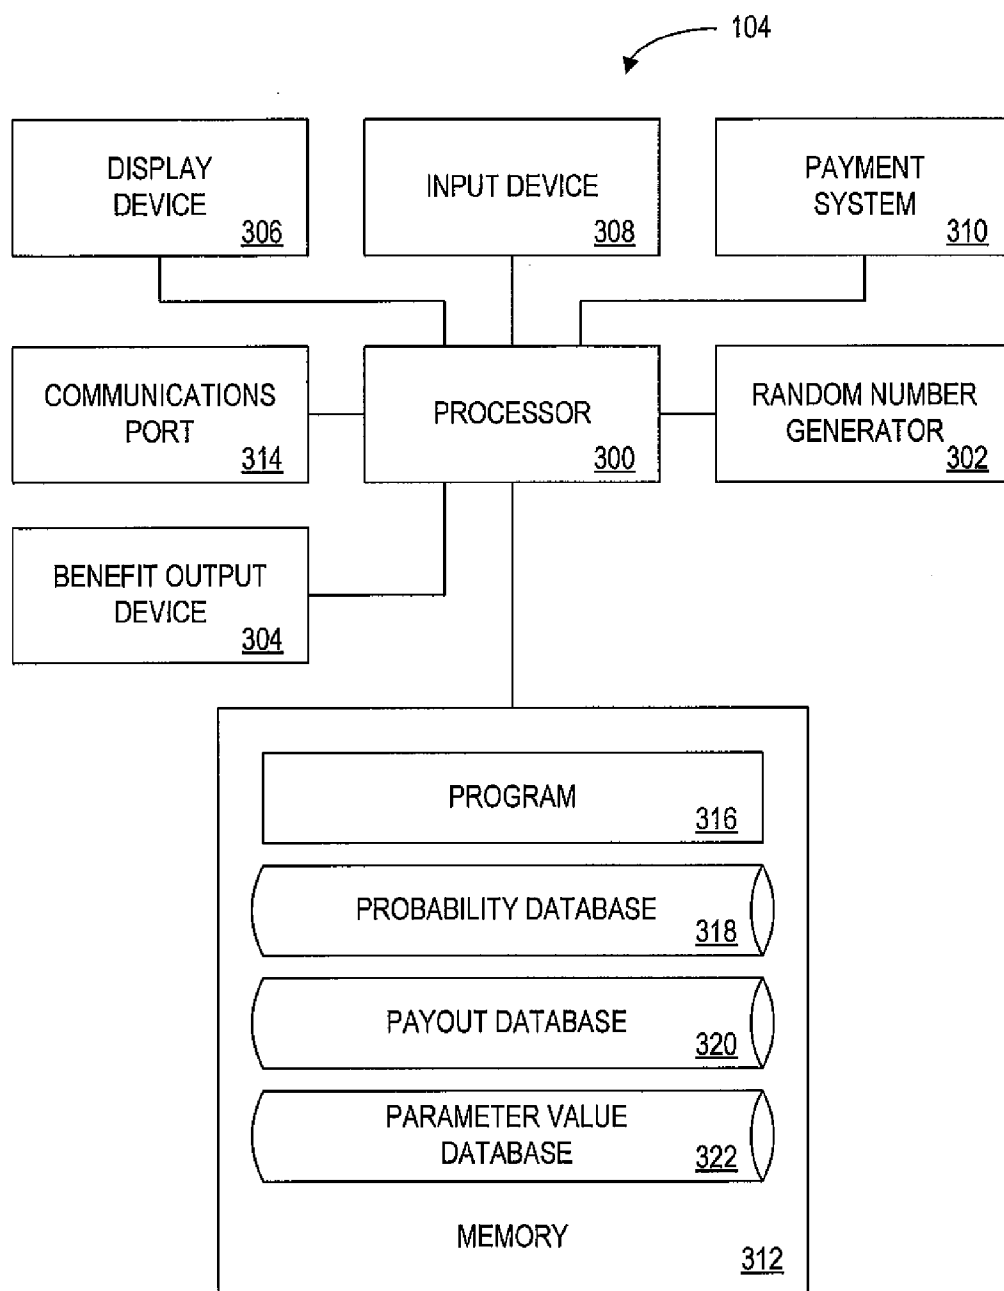 104
DISPLAY
DEVICE
306
INPUT DEVICE
308
PAYMENT
SYSTEM
310
COMMUNICATIONS
PORT
314
PROCESSOR
300
RANDOM NUMBER
GENERATOR
302
BENEFIT OUTPUT
DEVICE
304
PROGRAM
316
PROBABILITY DATABASE
318
PAYOUT DATABASE
320
PARAMETER VALUE
DATABASE
322
MEMORY
312